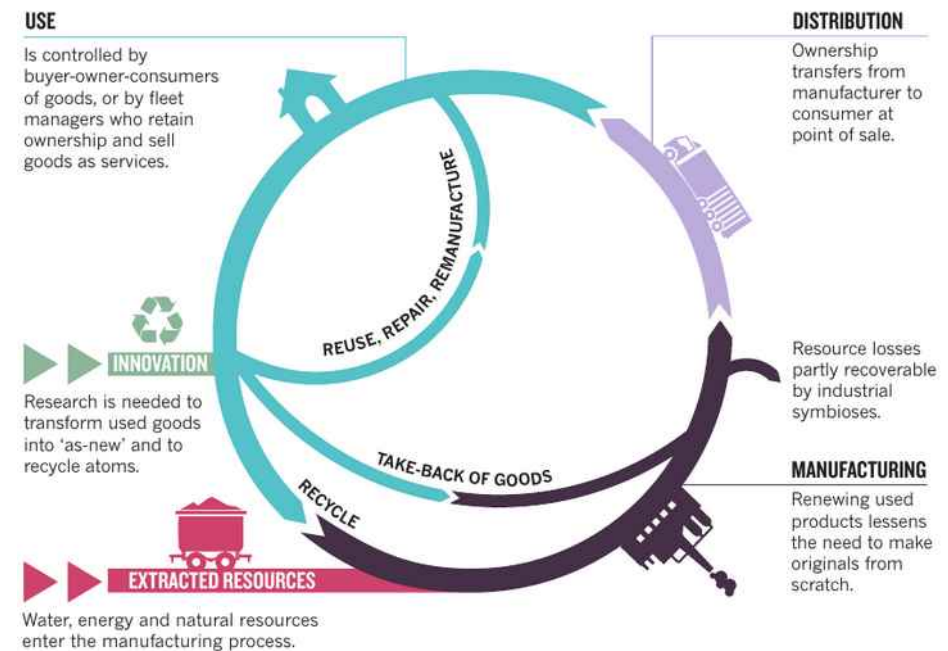 USE
Is controlled by
buyer-owner-consumers
of goods, or by fleet
managers who retain
ownership and sell
goods as services.
DISTRIBUTION
Ownership
transfers from
manufacturer to
consumer at
point of sale.
REUSE, REPAIR, REMANUFACTURE
INNOVATION
Research is needed to
transform used goods
into ‘as-new’ and to
recycle atoms.
Resource losses
partly recoverable
by industrial
symbioses.
TAKE-BACK OF GOODS
RECYCLE
MANUFACTURING
Renewing used
products lessens
the need to make
originals from
scratch.
EXTRACTED RESOURCES
Water, energy and natural resources
enter the manufacturing process.